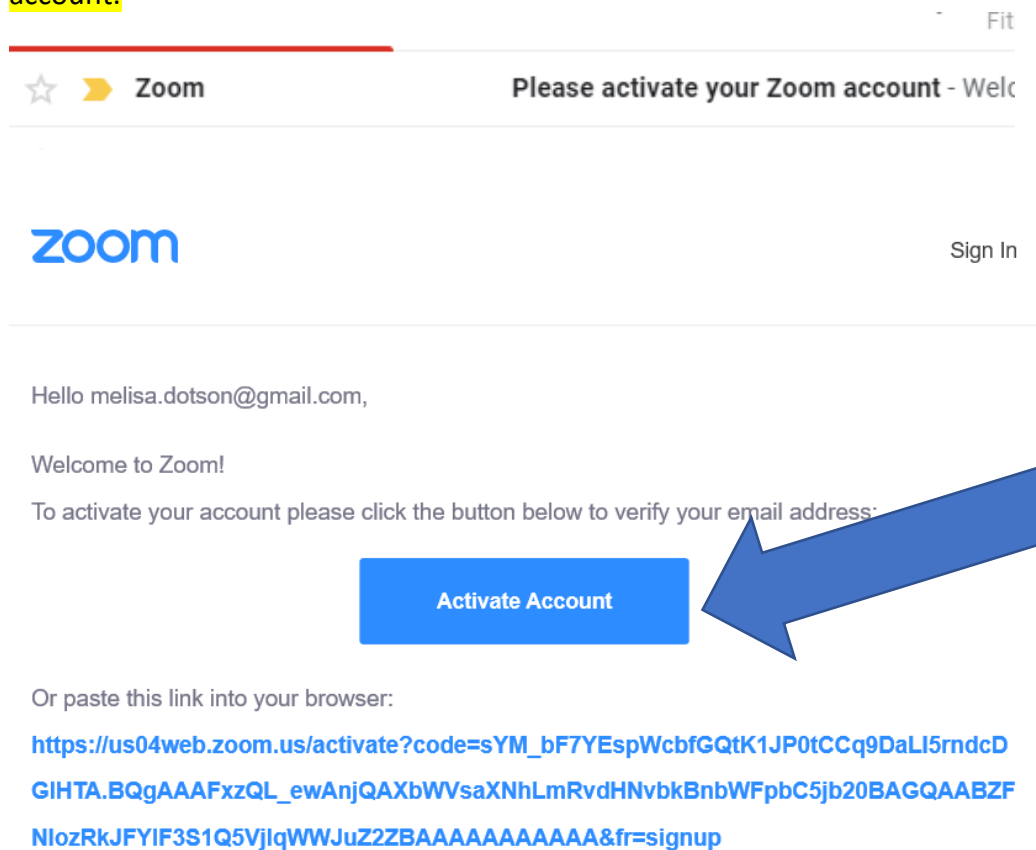 account.
Fit
Zoom Please activate your Zoom account - Welc
zoom
Sign In
Hello melisa.dotson@gmail.com,
Welcome to Zoom!
To activate your account please click the button below to verify your email address:
Activate Account
Or paste this link into your browser:
https://us04web.zoom.us/activate?code=sYM_bF7YEspWcbfGQtK1JP0tCCq9DaLI5rndcD
GlHTA.BQgAAAFxzQL_ewAnjQAXbWVsaXNhLmRvdHNvbkBnbWFpbC5jb20BAGQAABZF
NlozRkJFYlF3S1Q5VjlqWWJuZ2ZBAAAAAAAAAAA&fr=signup